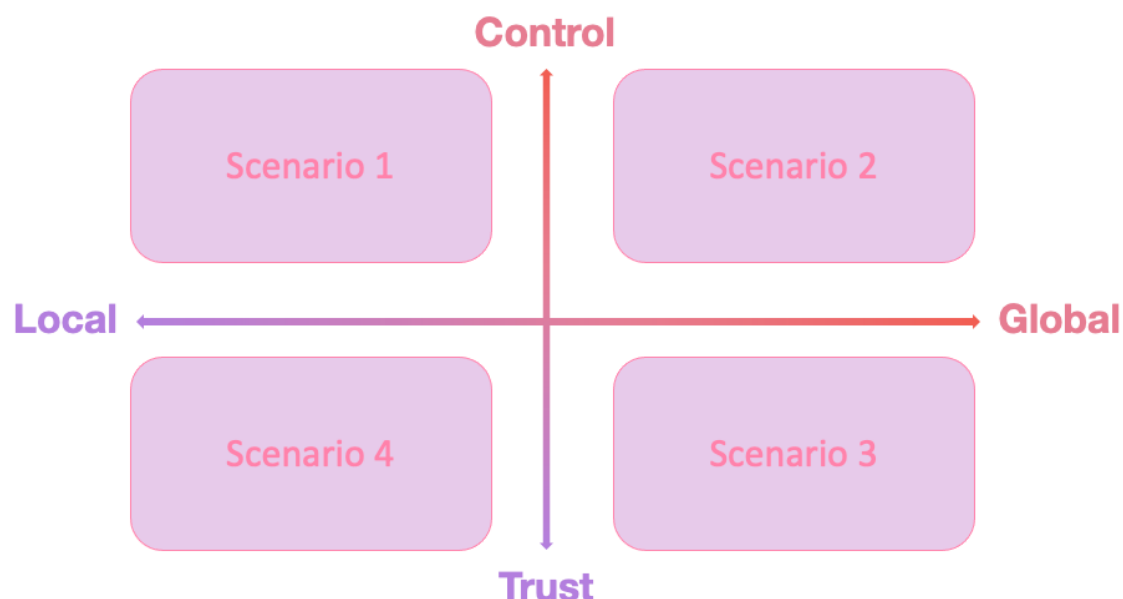 Control
Scenario 1
Scenario 2
Local
Global
Scenario 4
Scenario 3
Trust